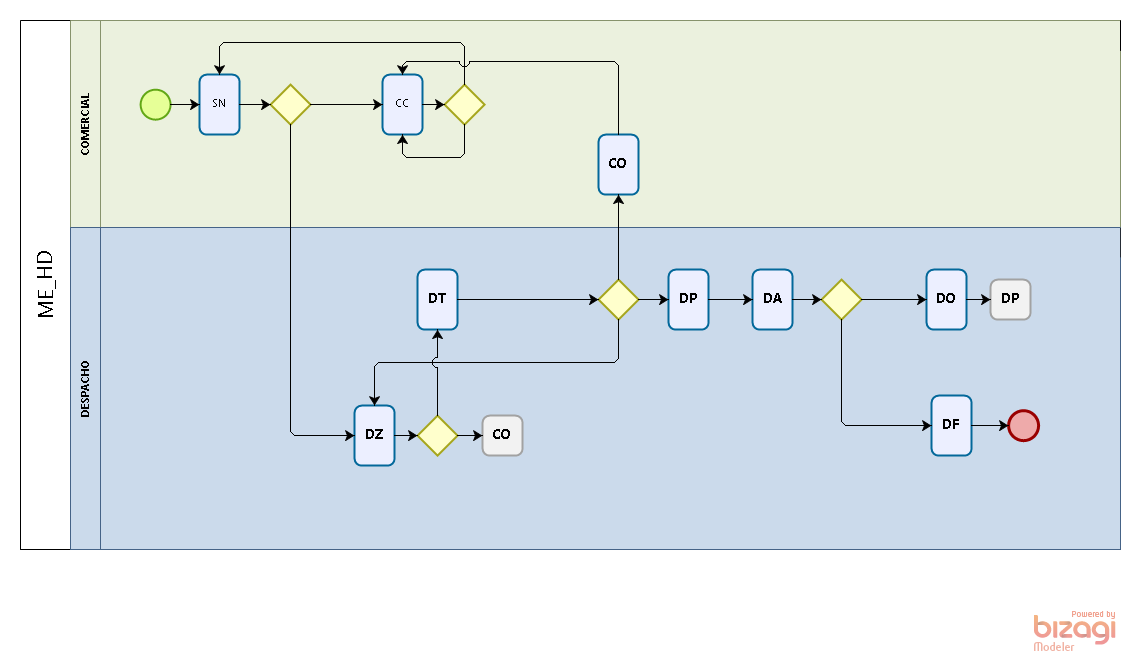 ME_HD
COMERCIAL
SN
CC
CO
DESPACHO
DT
DP
DA
DO
DP
DZ
CO
DF
Powered by
bizagi
Modeler